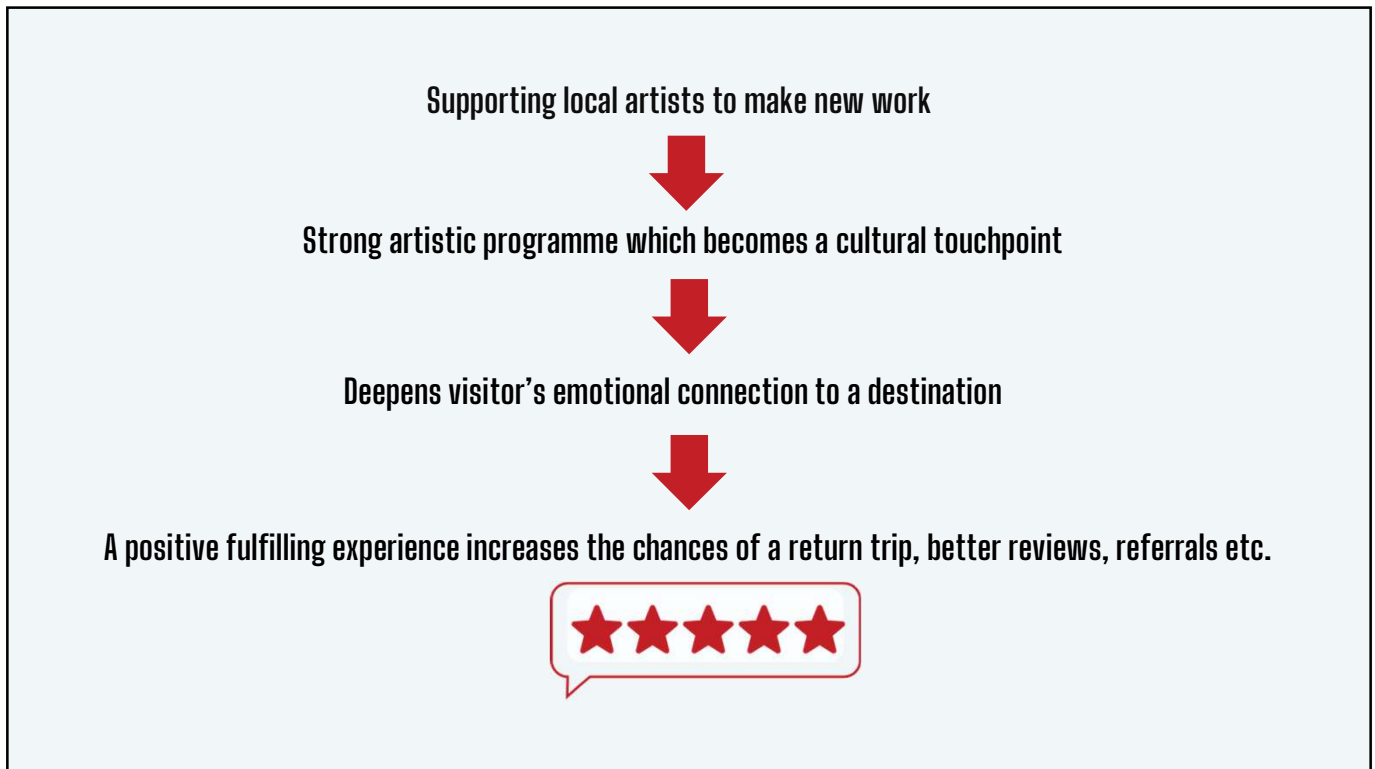 Supporting local artists to make new work
Strong artistic programme which becomes a cultural touchpoint
Deepens visitor’s emotional connection to a destination
A positive fulfilling experience increases the chances of a return trip, better reviews, referrals etc.